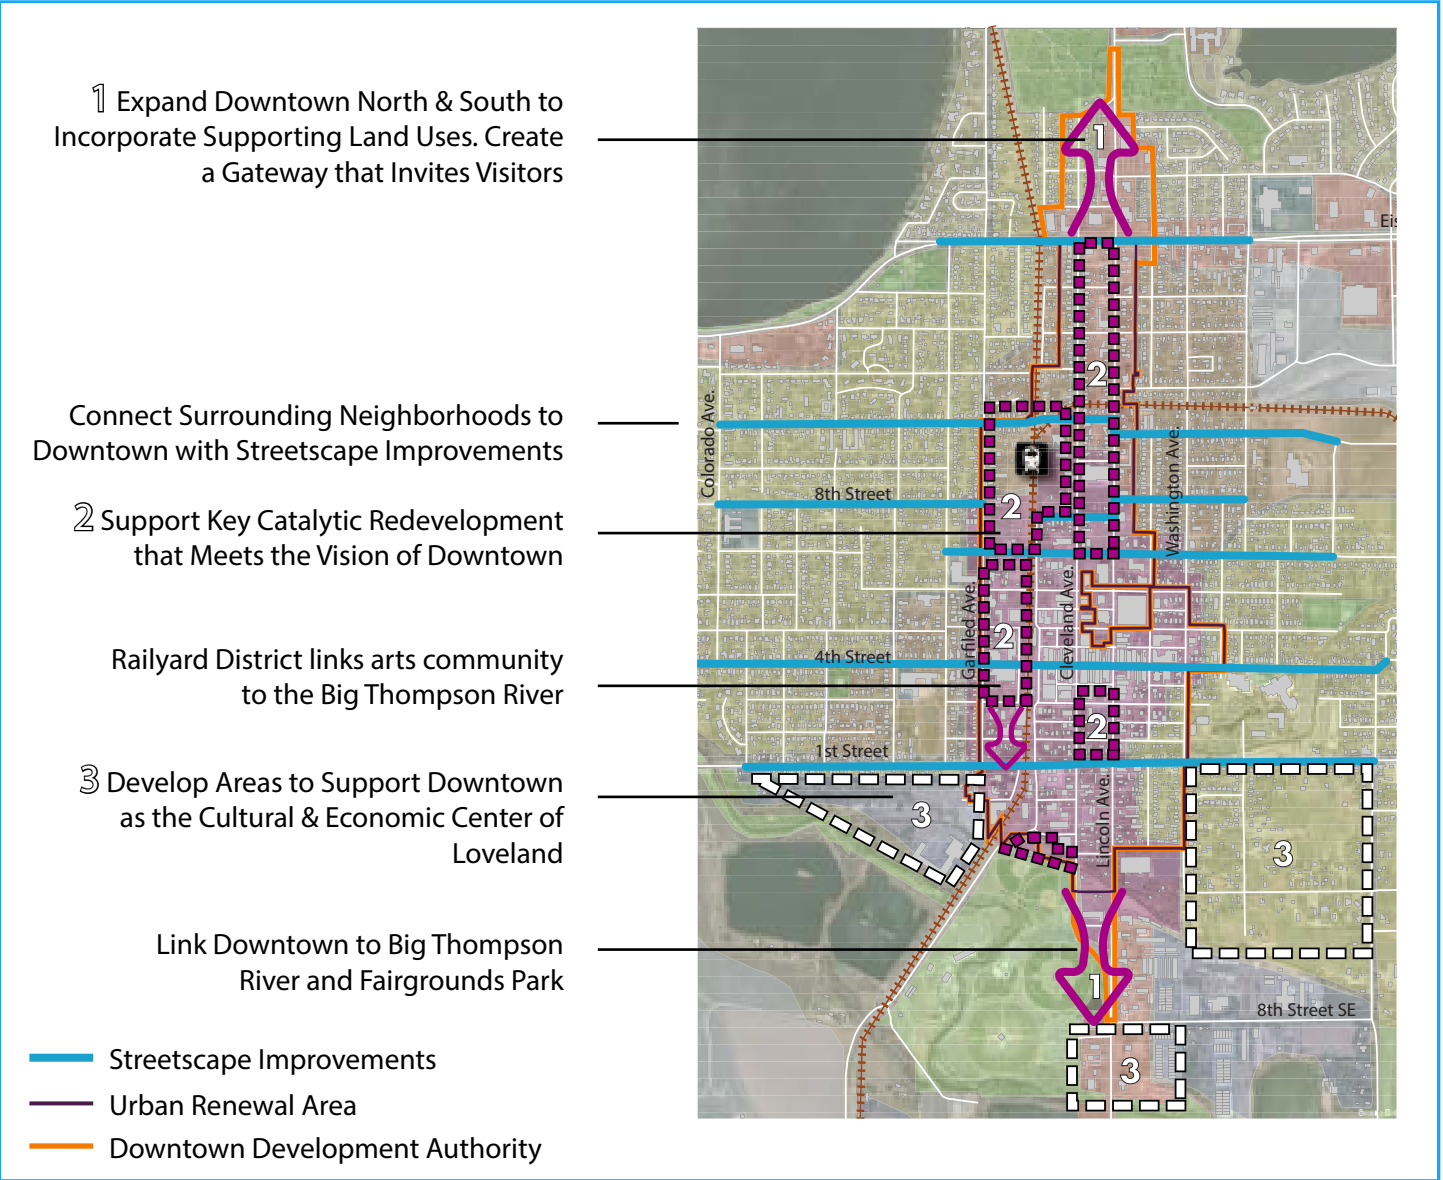 1 Expand Downtown North & South to
Incorporate Supporting Land Uses. Create
a Gateway that Invites Visitors
Connect Surrounding Neighborhoods to
Downtown with Streetscape Improvements
2 Support Key Catalytic Redevelopment
that Meets the Vision of Downtown
Railyard District links arts community
to the Big Thompson River
3 Develop Areas to Support Downtown
as the Cultural & Economic Center of
Loveland
Link Downtown to Big Thompson
River and Fairgrounds Park
Streetscape Improvements
Urban Renewal Area
Downtown Development Authority
1
Eis
2
Colorado Ave.
Washington Ave.
8th Street
2
Garfiled Ave.
Cleveland Ave.
2
4th Street
2
1st Street
Lincoln Ave.
3
3
1
8th Street SE
3